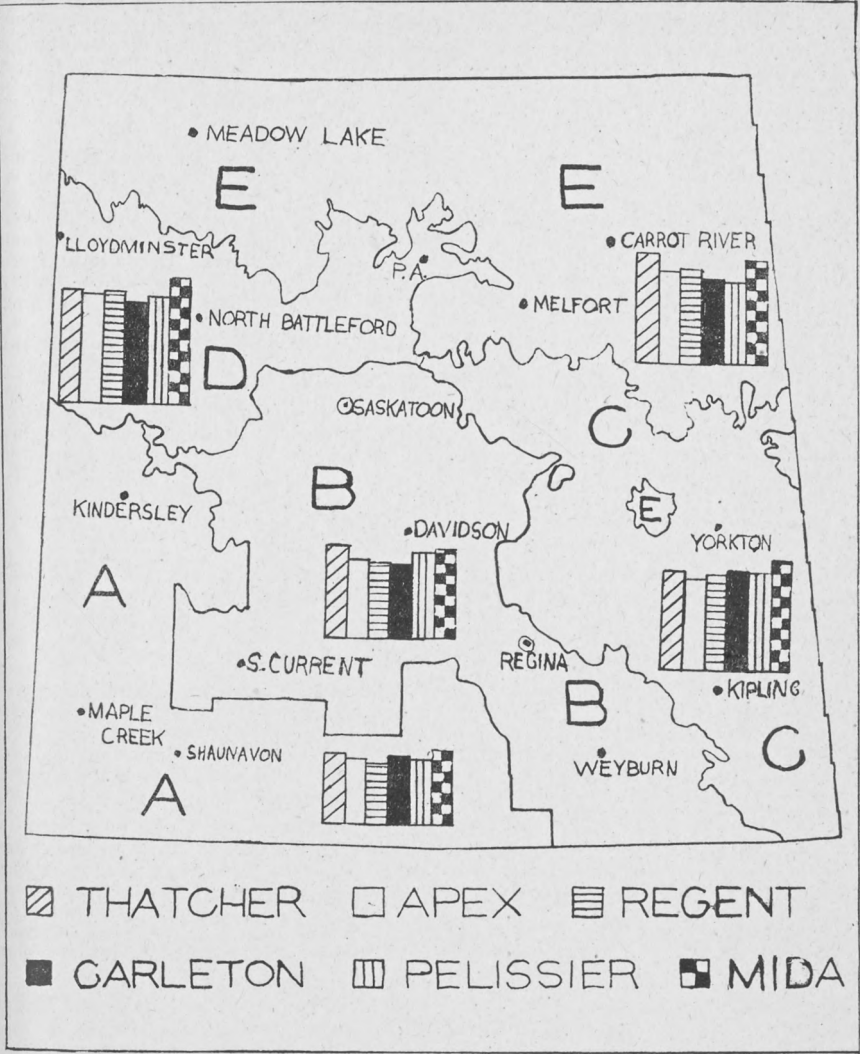 MEADOW LAKE
E
E
LLOYDMINSTER
CARROT RIVER
P.A.
MELFORT
NORTH BATTLEFORD
D
SASKATOON
C
B
KINDERSLEY
E
DAVIDSON
YORKTON
A
REGINA
S. CURRENT
KIPLING
B
MAPLE
CREEK
SHAUNAVON
WEYBURN
C
A
THATCHER APEX REGENT
CARLETON PELISSIER MIDA